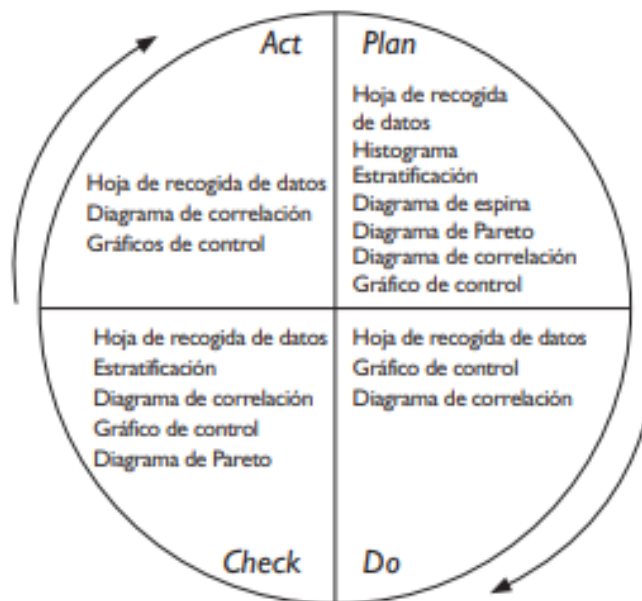 Act
Plan
Hoja de recogida
de datos
Histograma
Estratificación
Diagrama de espina
Diagrama de Pareto
Diagrama de correlación
Gráfico de control
Hoja de recogida de datos
Diagrama de correlación
Gráficos de control
Hoja de recogida de datos
Estratificación
Diagrama de correlación
Gráfico de control
Diagrama de Pareto
Hoja de recogida de datos
Gráfico de control
Diagrama de correlación
Check
Do